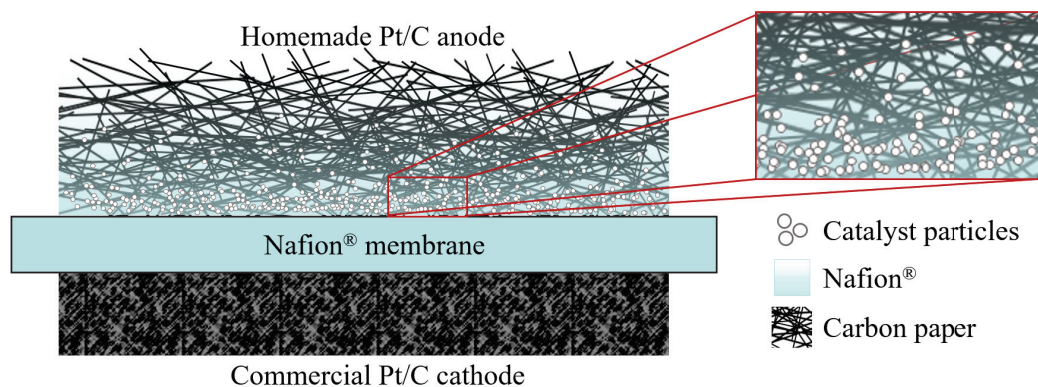 Homemade Pt/C anode
Nafion® membrane
Commercial Pt/C cathode
Catalyst particles
Nafion®
Carbon paper